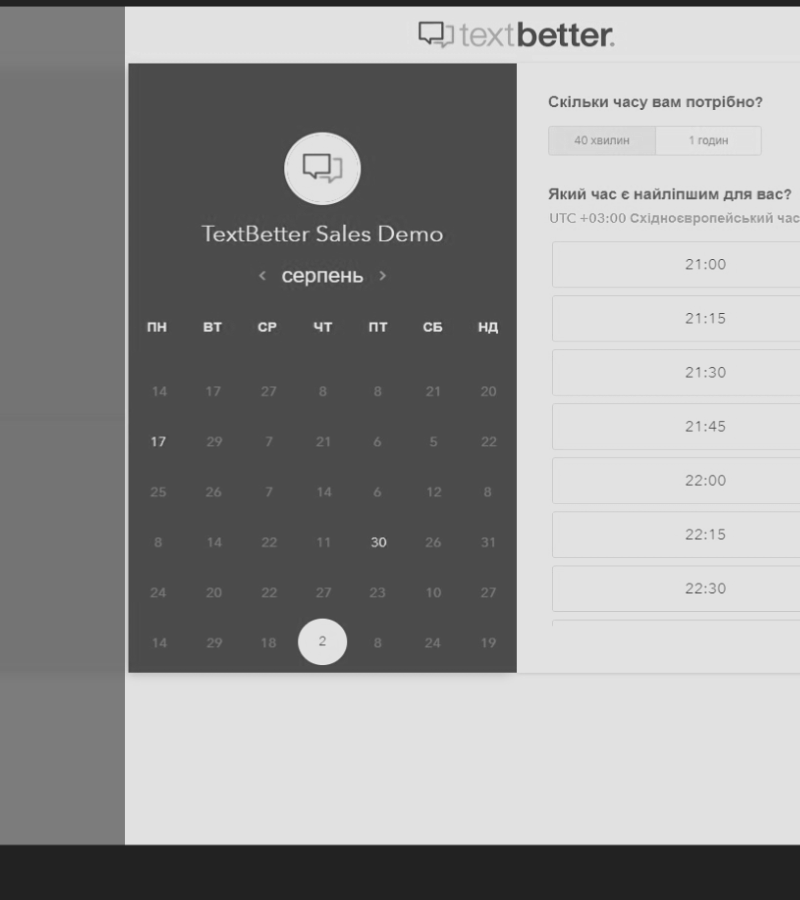 textbetter.
TextBetter Sales Demo
< серпень >
ПН ВТ СР ЧТ ПТ СБ НД
14 17 27 8 8 21 20
17 29 7 21 6 5 22
25 26 7 14 6 12 8
8 14 22 11 30 26 31
24 20 22 27 23 10 27
14 29 18 2 8 24 19
Скільки часу вам потрібно?
40 хвилин 1 годин
Який час є найліпшим для вас?
UTC +03:00 Східноєвропейський час
21:00
21:15
21:30
21:45
22:00
22:15
22:30